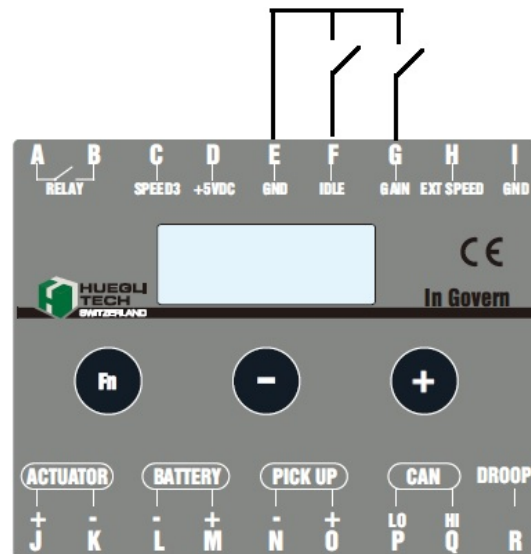 A B C D E F G H I
RELAY SPEED3 +5VDC GND IDLE GAIN EXT SPEED GND
CE
HUEGLI
TECH
SWITZERLAND
In Govern
Fn - +
ACTUATOR BATTERY PICK UP CAN DROOP
+ - - + - + LO HI
J K L M N O P Q R